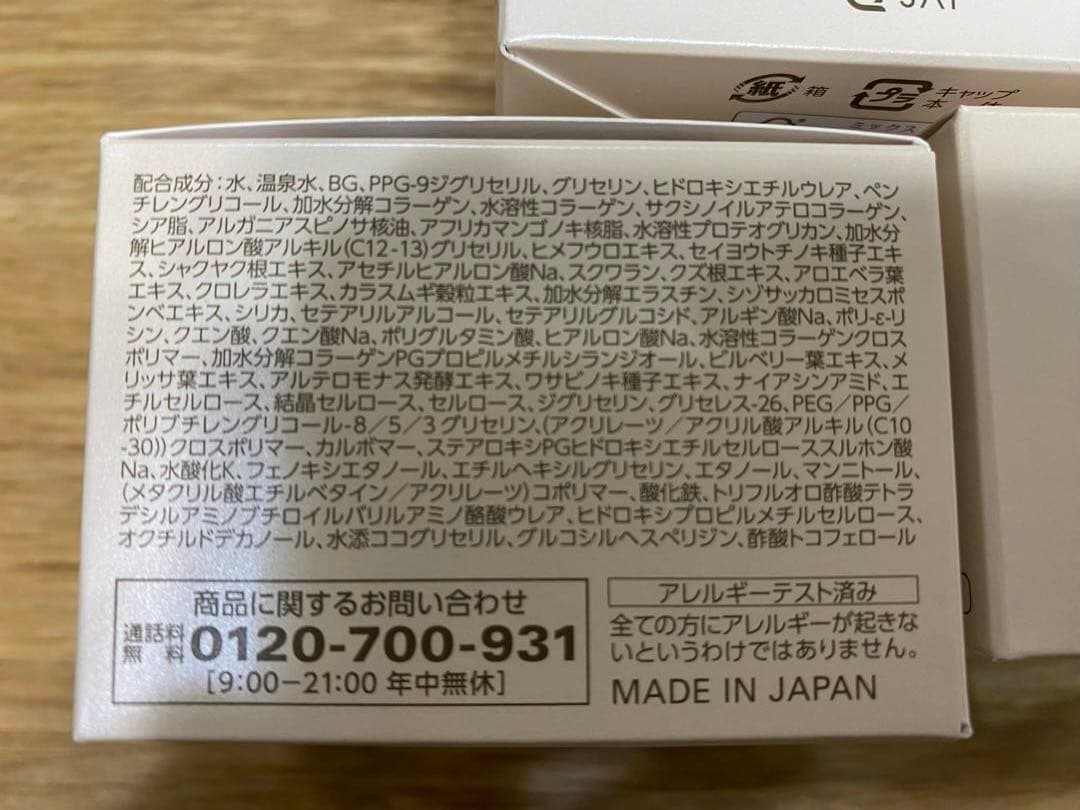 紙 箱
プラ キャップ
本
ミックス
配合成分：水、温泉水、BG、PPG-9ジグリセリル、グリセリン、ヒドロキシエチルウレア、ペン
チレングリコール、加水分解コラーゲン、水溶性コラーゲン、サクシノイルアテロコラーゲン、
シア脂、アルガニアスピノサ核油、アフリカマンゴノキ核脂、水溶性プロテオグリカン、加水分
解ヒアルロン酸アルキル(C12-13)グリセリル、ヒメフウロエキス、セイヨウトチノキ種子エキ
ス、シャクヤク根エキス、アセチルヒアルロン酸Na、スクワラン、クズ根エキス、アロエベラ葉
エキス、クロレラエキス、カラスムギ穀粒エキス、加水分解エラスチン、シゾサッカロミセスポ
ンベエキス、シリカ、セテアリルアルコール、セテアリルグルコシド、アルギン酸Na、ポリ-ε-リ
シン、クエン酸、クエン酸Na、ポリグルタミン酸、ヒアルロン酸Na、水溶性コラーゲンクロス
ポリマー、加水分解コラーゲンPGプロピルメチルシランジオール、ビルベリー葉エキス、メ
リッサ葉エキス、アルテロモナス発酵エキス、ワサビノキ種子エキス、ナイアシンアミド、エ
チルセルロース、結晶セルロース、セルロース、ジグリセリン、グリセレス-26、PEG／PPG／
ポリブチレングリコール-8／5／3グリセリン、(アクリレーツ／アクリル酸アルキル(C10
-30))クロスポリマー、カルボマー、ステアロキシPGヒドロキシエチルセルローススルホン酸
Na、水酸化K、フェノキシエタノール、エチルヘキシルグリセリン、エタノール、マンニトール、
(メタクリル酸エチルベタイン／アクリレーツ)コポリマー、酸化鉄、トリフルオロ酢酸テトラ
デシルアミノブチロイルバリルアミノ酪酸ウレア、ヒドロキシプロピルメチルセルロース、
オクチルドデカノール、水添ココグリセリル、グルコシルヘスペリジン、酢酸トコフェロール
商品に関するお問い合わせ
通話料無料 0120-700-931
[9:00−21:00 年中無休]
アレルギーテスト済み
全ての方にアレルギーが起きな
いというわけではありません。
MADE IN JAPAN